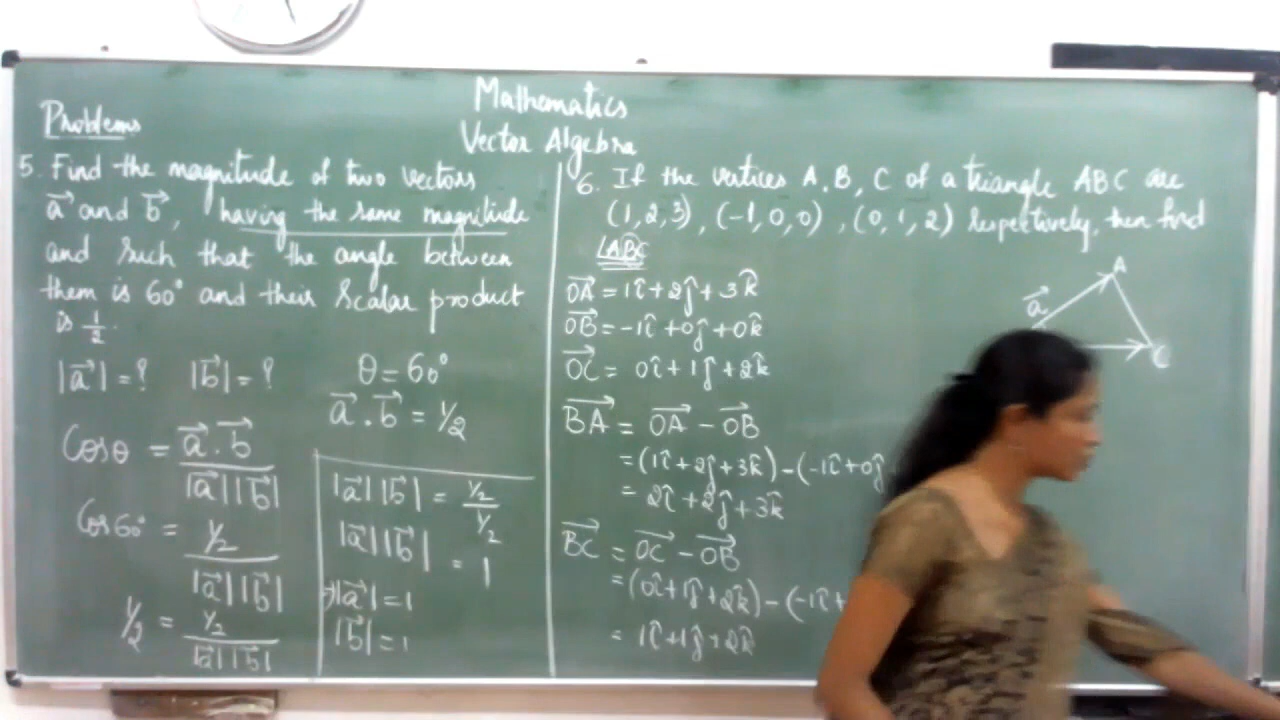 Mathematics
Vector Algebra
Problems
5. Find the magnitude of two vectors
a⃗ and b⃗, having the same magnitude
and such that the angle between
them is 60° and their scalar product
is 1/2.
|a⃗| = ? |b⃗| = ? θ = 60°
a⃗ . b⃗ = 1/2
Cosθ = a⃗ . b⃗ / |a⃗| |b⃗|
Cos 60° = 1/2 / |a⃗| |b⃗|
1/2 = 1/2 / |a⃗| |b⃗|
|a⃗| |b⃗| = 1/2 / 1/2
|a⃗| |b⃗| = 1
⇒ |a⃗| = 1
|b⃗| = 1
6. If the vertices A, B, C of a triangle ABC are
(1, 2, 3), (-1, 0, 0), (0, 1, 2) respectively, then find
∠ABC
OA⃗ = 1î + 2ĵ + 3k̂
OB⃗ = -1î + 0ĵ + 0k̂
OC⃗ = 0î + 1ĵ + 2k̂
BA⃗ = OA⃗ - OB⃗
= (1î + 2ĵ + 3k̂) - (-1î + 0ĵ
= 2î + 2ĵ + 3k̂
BC⃗ = OC⃗ - OB⃗
= (0î + 1ĵ + 2k̂) - (-1î +
= 1î + 1ĵ + 2k̂
A
a⃗
C